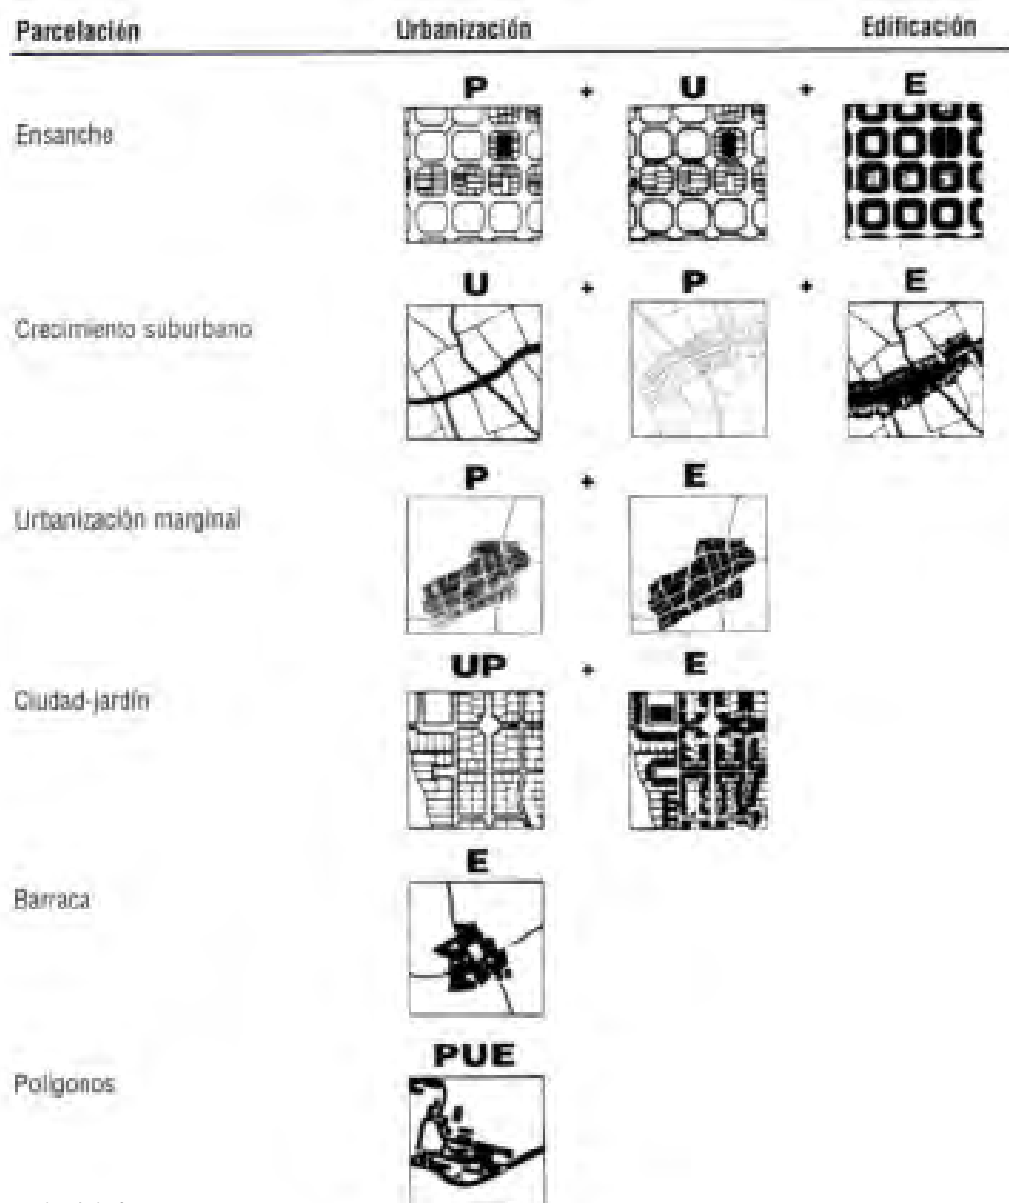 Parcelación Urbanización Edificación
P + U + E
Ensanche
U + P + E
Crecimiento suburbano
P + E
Urbanización marginal
UP + E
Ciudad-jardín
E
Barraca
PUE
Polígonos